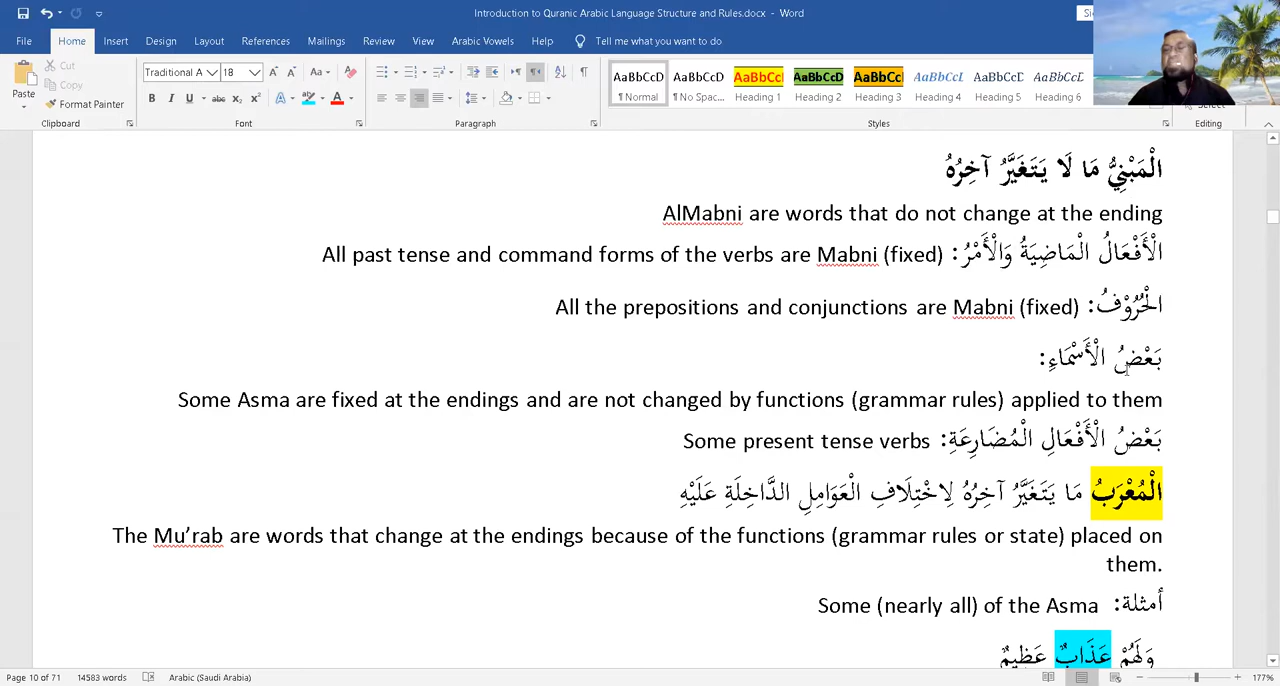 Introduction to Quranic Arabic Language Structure and Rules.docx - Word
File Home Insert Design Layout References Mailings Review View Arabic Vowels Help Tell me what you want to do
Paste Cut Copy Format Painter
Traditional A 18
AaBbCcD AaBbCcD AaBbCcI AaBbCcD AaBbCcI AaBbCcL AaBbCcD AaBbCcD
¶ Normal ¶ No Spac... Heading 1 Heading 2 Heading 3 Heading 4 Heading 5 Heading 6
Clipboard Font Paragraph Styles Editing
الْمَبْنِيُّ مَا لَا يَتَغَيَّرُ آخِرُهُ
AlMabni are words that do not change at the ending
الْأَفْعَالُ الْمَاضِيَةُ وَالْأَمْرُ: All past tense and command forms of the verbs are Mabni (fixed)
الْحُرُوْفُ: All the prepositions and conjunctions are Mabni (fixed)
بَعْضُ الْأَسْمَاءِ:
Some Asma are fixed at the endings and are not changed by functions (grammar rules) applied to them
بَعْضُ الْأَفْعَالِ الْمُضَارِعَةِ: Some present tense verbs
الْمُعْرَبُ مَا يَتَغَيَّرُ آخِرُهُ لِاخْتِلَافِ الْعَوَامِلِ الدَّاخِلَةِ عَلَيْهِ
The Mu’rab are words that change at the endings because of the functions (grammar rules or state) placed on
them.
أمثلة: Some (nearly all) of the Asma
وَلَهُمْ عَذَابٌ عَظِيمٌ
Page 10 of 71 14583 words Arabic (Saudi Arabia) 177%